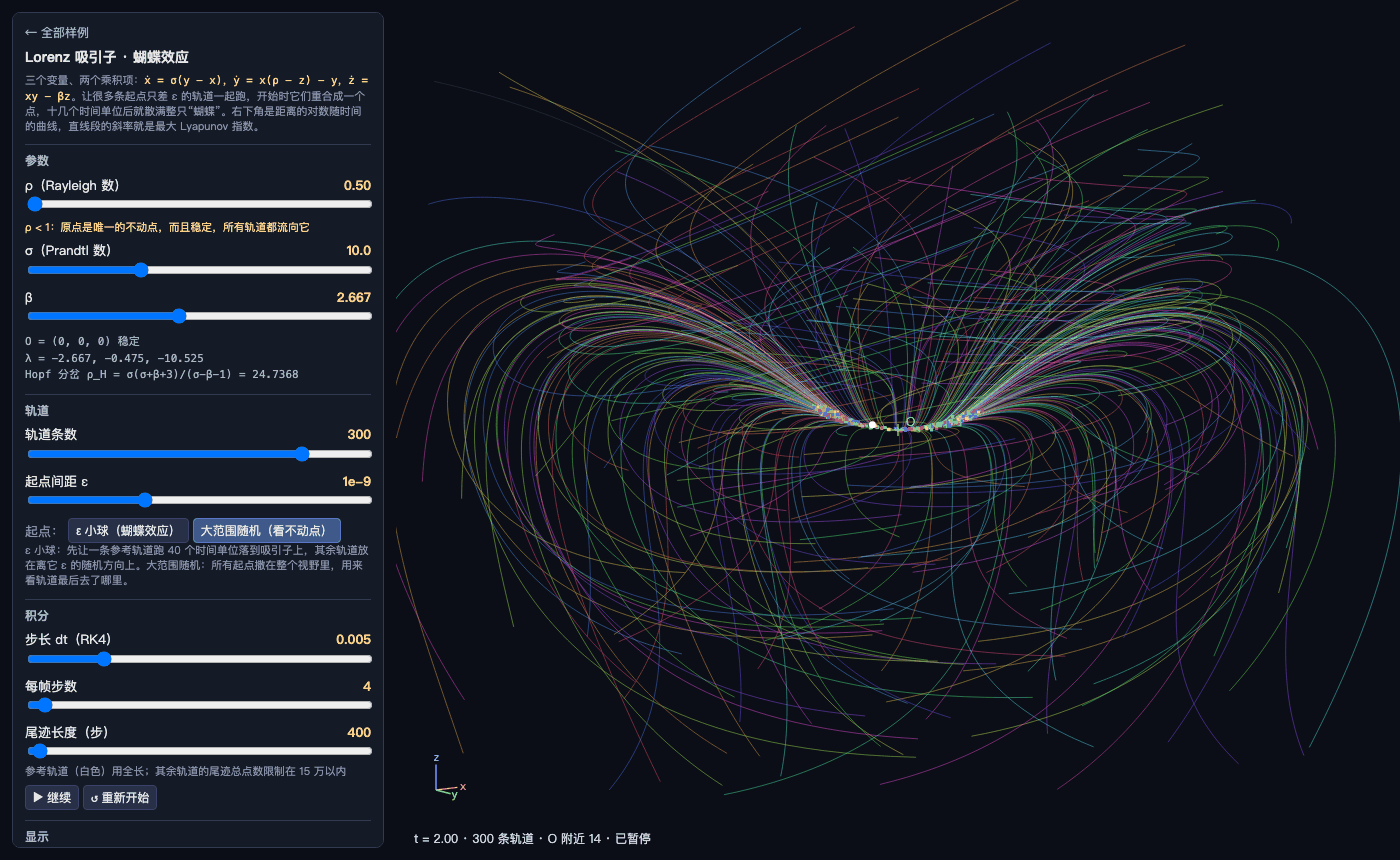 ← 全部样例
Lorenz 吸引子 · 蝴蝶效应
三个变量、两个乘积项：ẋ = σ(y − x), ẏ = x(ρ − z) − y, ż =
xy − βz。让很多条起点只差 ε 的轨道一起跑，开始时它们重合成一个
点，十几个时间单位后就散满整只“蝴蝶”。右下角是距离的对数随时间
的曲线，直线段的斜率就是最大 Lyapunov 指数。
参数
ρ（Rayleigh 数） 0.50
ρ < 1：原点是唯一的不动点，而且稳定，所有轨道都流向它
σ（Prandtl 数） 10.0
β 2.667
O = (0, 0, 0) 稳定
λ = −2.667, −0.475, −10.525
Hopf 分岔 ρ_H = σ(σ+β+3)/(σ−β−1) = 24.7368
轨道
轨道条数 300
起点间距 ε 1e−9
起点： ε 小球（蝴蝶效应） 大范围随机（看不动点）
ε 小球：先让一条参考轨道跑 40 个时间单位落到吸引子上，其余轨道放
在离它 ε 的随机方向上。大范围随机：所有起点撒在整个视野里，用来
看轨道最后去了哪里。
积分
步长 dt（RK4） 0.005
每帧步数 4
尾迹长度（步） 400
参考轨道（白色）用全长；其余轨道的尾迹总点数限制在 15 万以内
▶ 继续 ↺ 重新开始
显示
O
z
x
y
t = 2.00 · 300 条轨道 · O 附近 14 · 已暂停